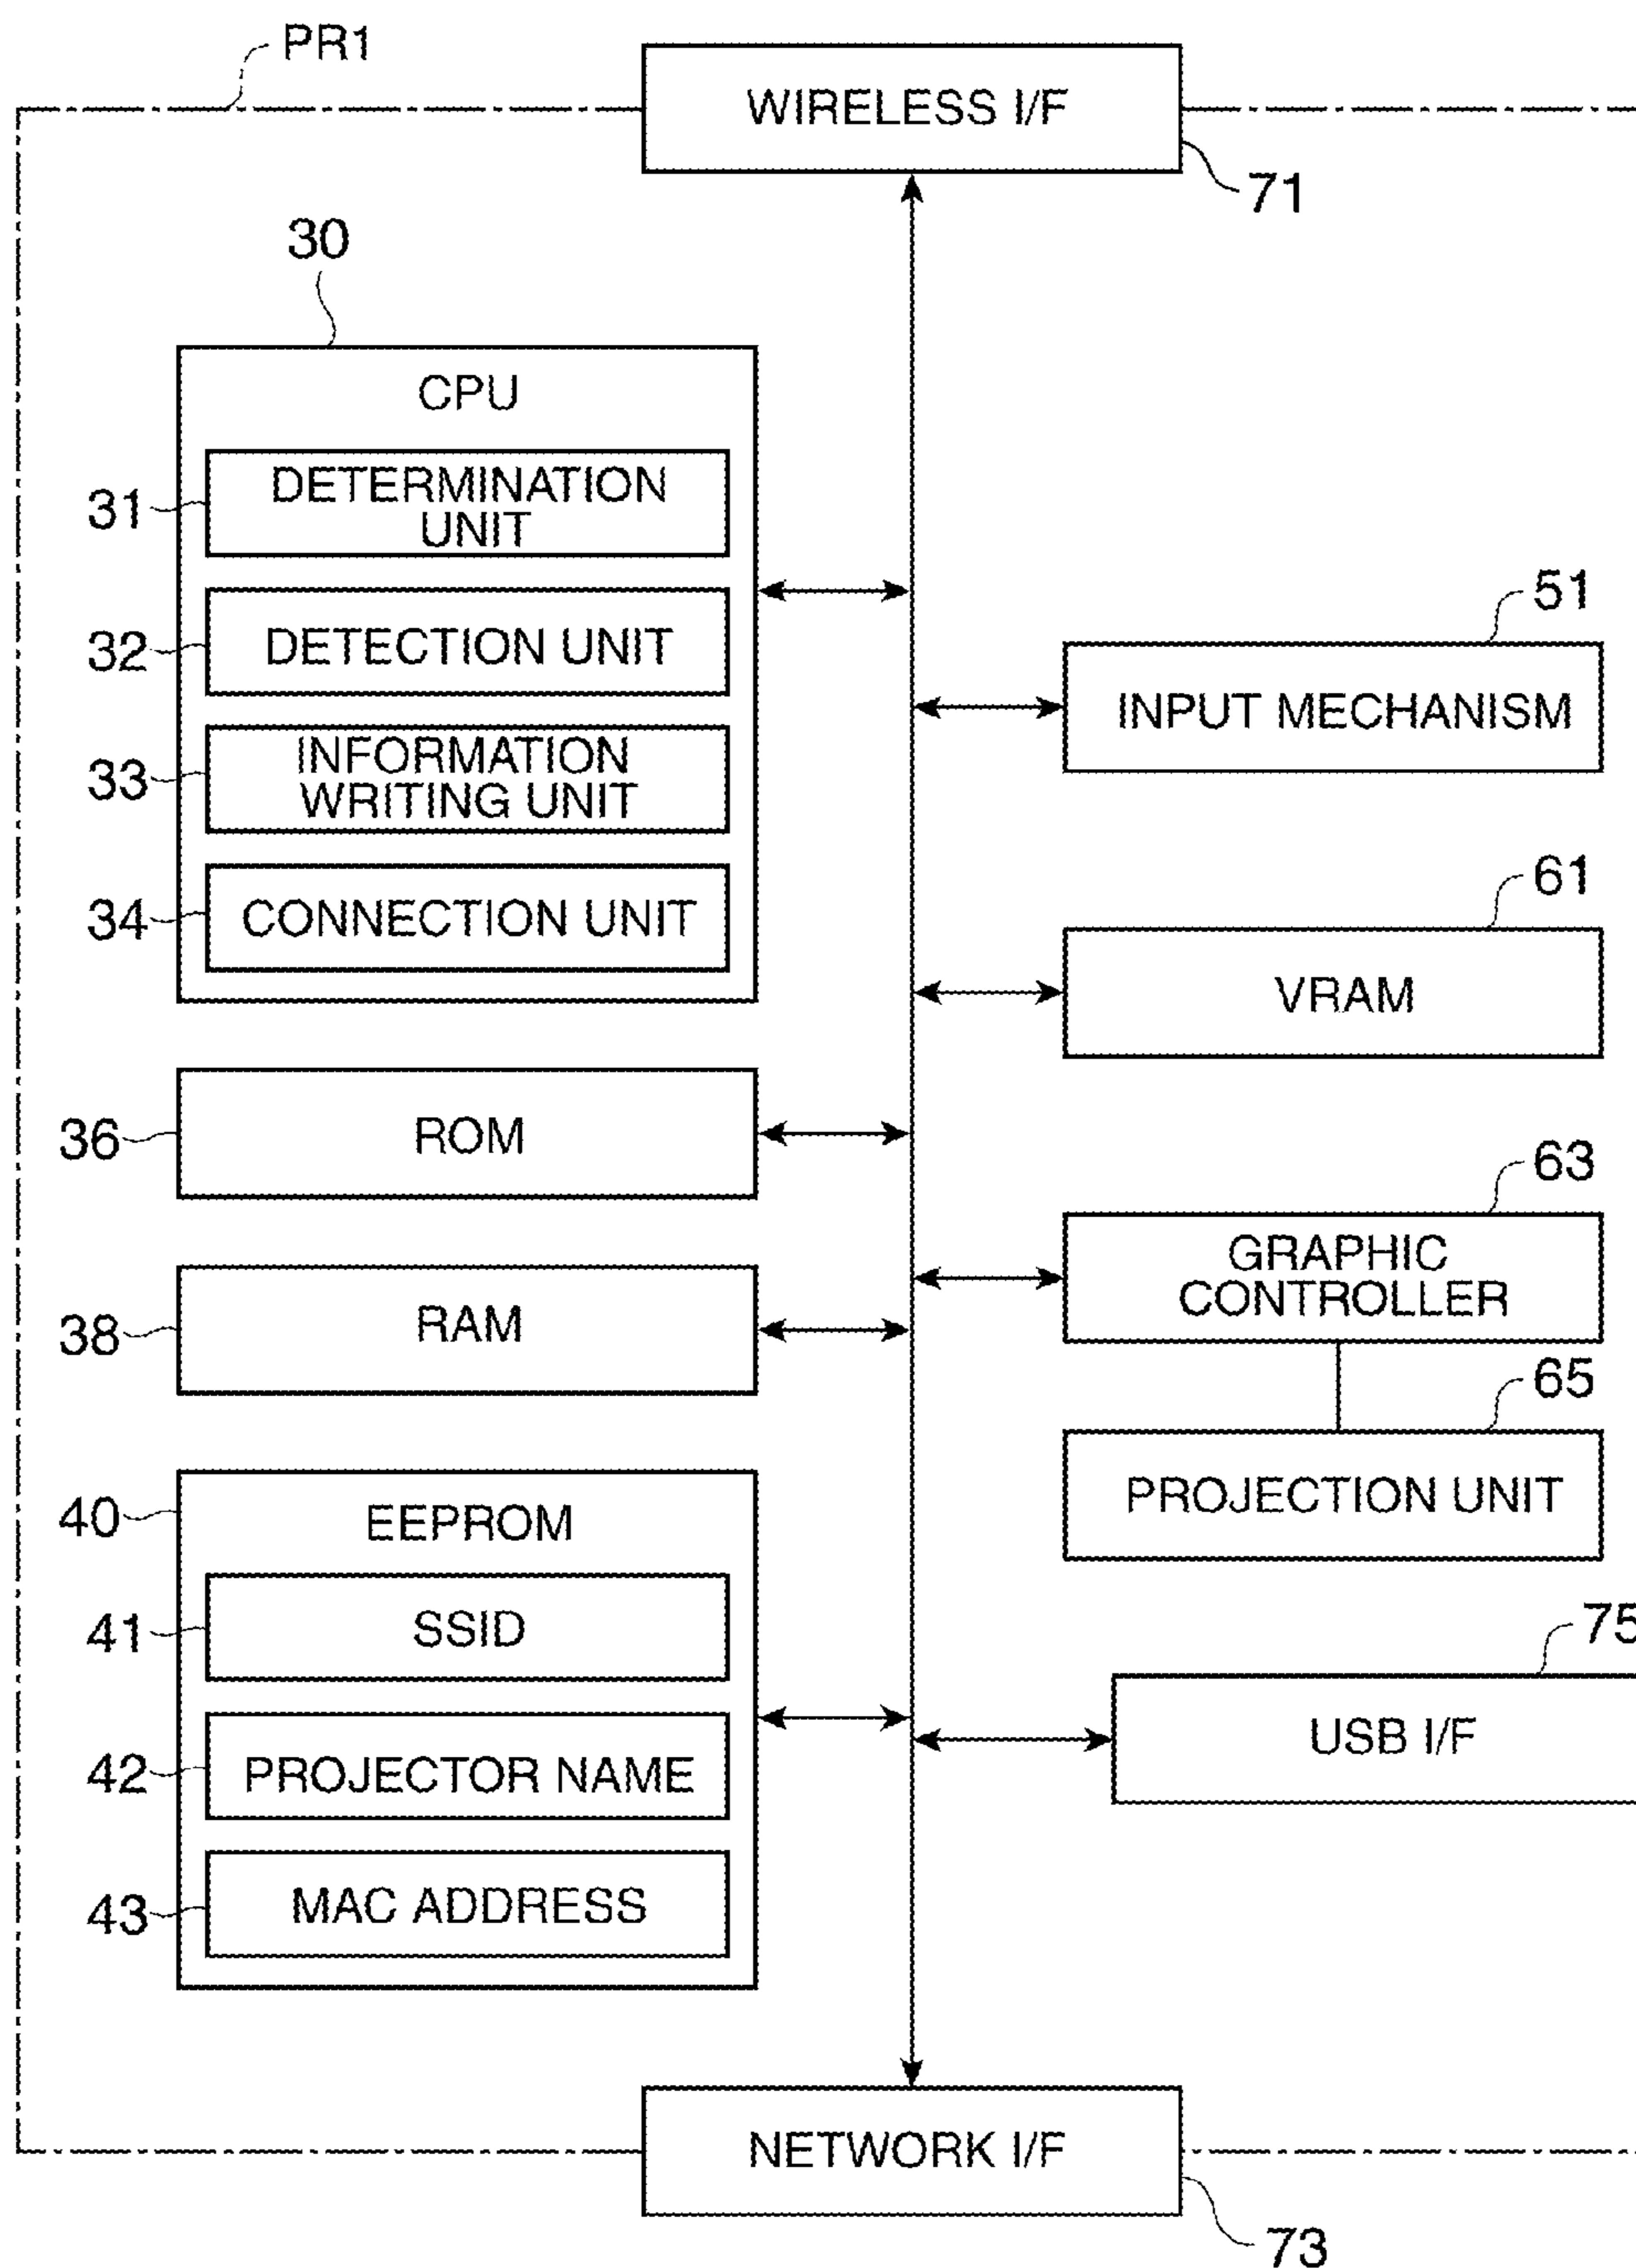 PR1
WIRELESS I/F
71
30
CPU
31
DETERMINATION
UNIT
32
DETECTION UNIT
33
INFORMATION
WRITING UNIT
34
CONNECTION UNIT
36
ROM
38
RAM
40
EEPROM
41
SSID
42
PROJECTOR NAME
43
MAC ADDRESS
51
INPUT MECHANISM
61
VRAM
63
GRAPHIC
CONTROLLER
65
PROJECTION UNIT
75
USB I/F
NETWORK I/F
73